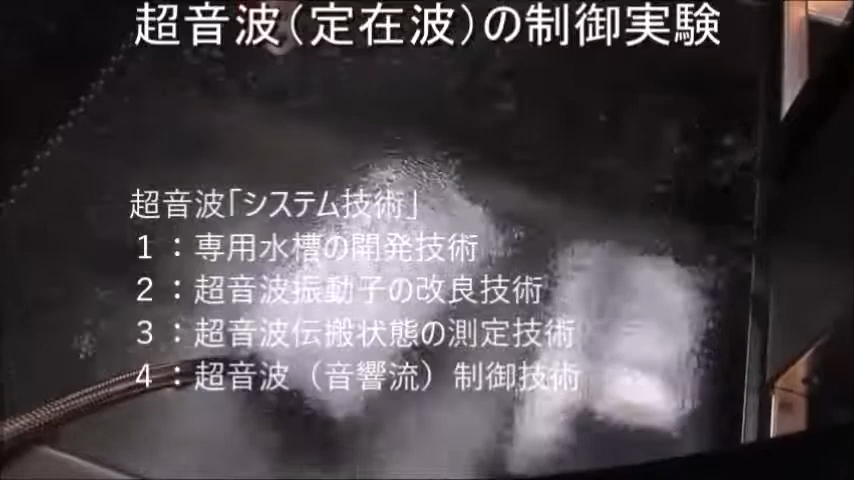 超音波（定在波）の制御実験
超音波「システム技術」
１：専用水槽の開発技術
２：超音波振動子の改良技術
３：超音波伝搬状態の測定技術
４：超音波（音響流）制御技術